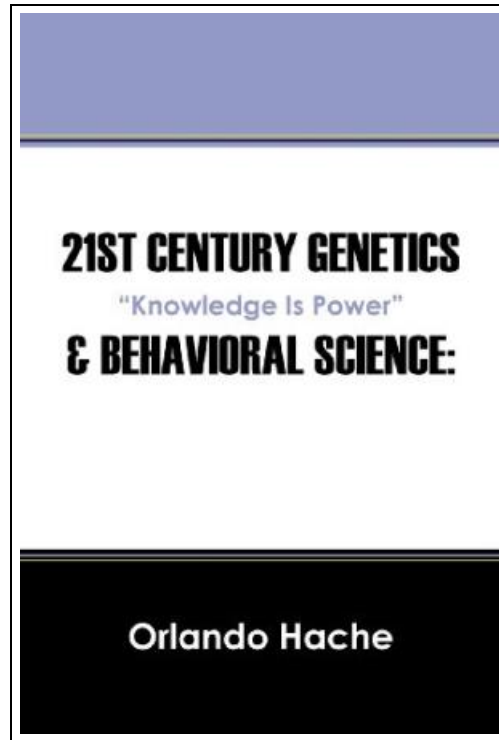 21ST CENTURY GENETICS
“Knowledge Is Power”
& BEHAVIORAL SCIENCE:
Orlando Hache